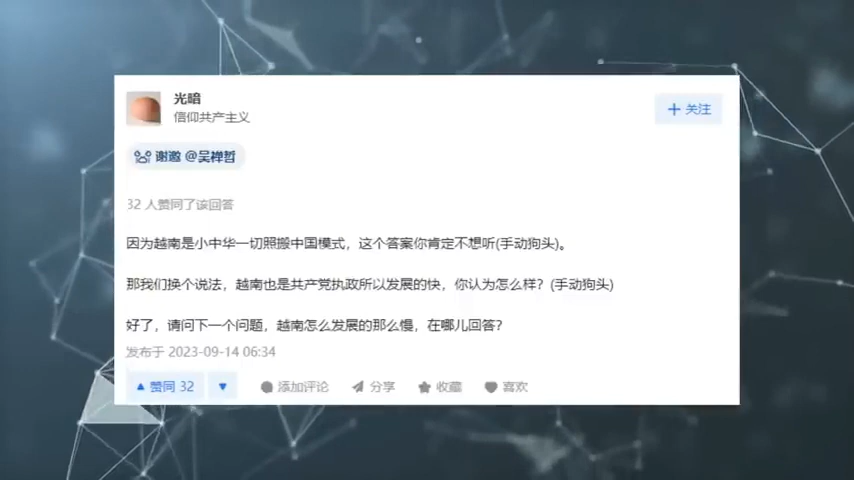 光暗
信仰共产主义
+ 关注
谢邀 @吴禅哲
32 人赞同了该回答
因为越南是小中华一切照搬中国模式，这个答案你肯定不想听(手动狗头)。
那我们换个说法，越南也是共产党执政所以发展的快，你认为怎么样？(手动狗头)
好了，请问下一个问题，越南怎么发展的那么慢，在哪儿回答？
发布于 2023-09-14 06:34
赞同 32 添加评论 分享 收藏 喜欢